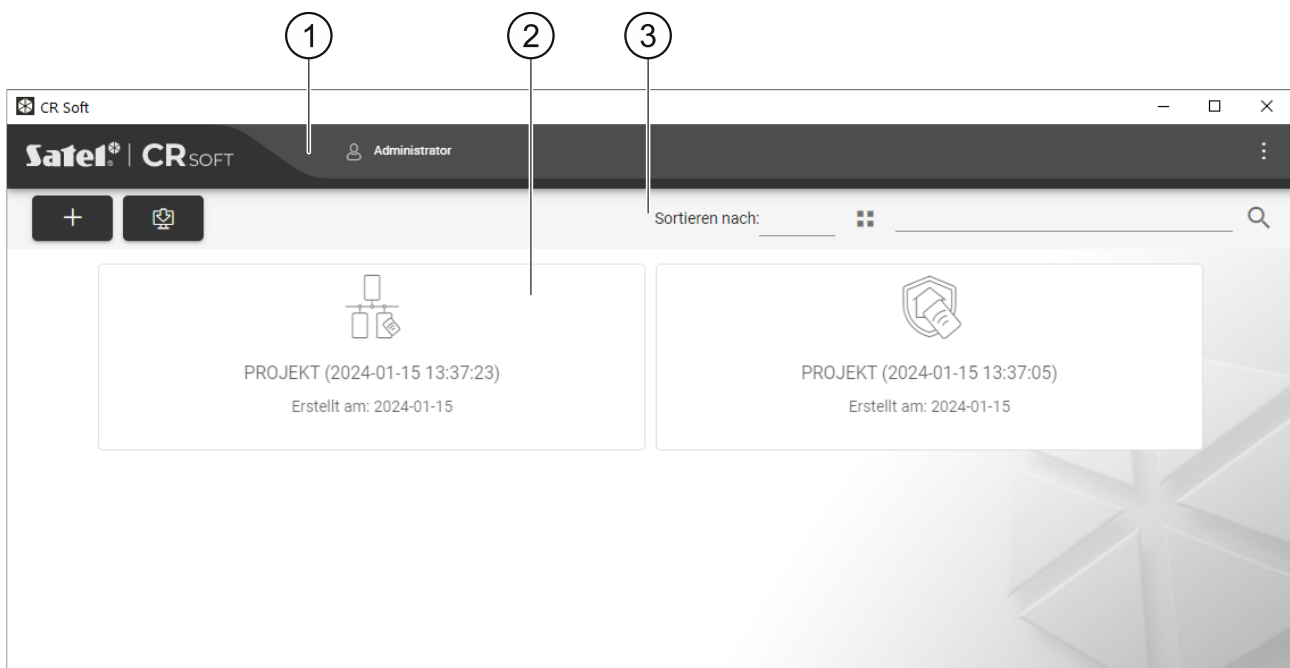 1 2 3
CR Soft
Satel® | CR SOFT Administrator
Sortieren nach:
PROJEKT (2024-01-15 13:37:23)
Erstellt am: 2024-01-15
PROJEKT (2024-01-15 13:37:05)
Erstellt am: 2024-01-15